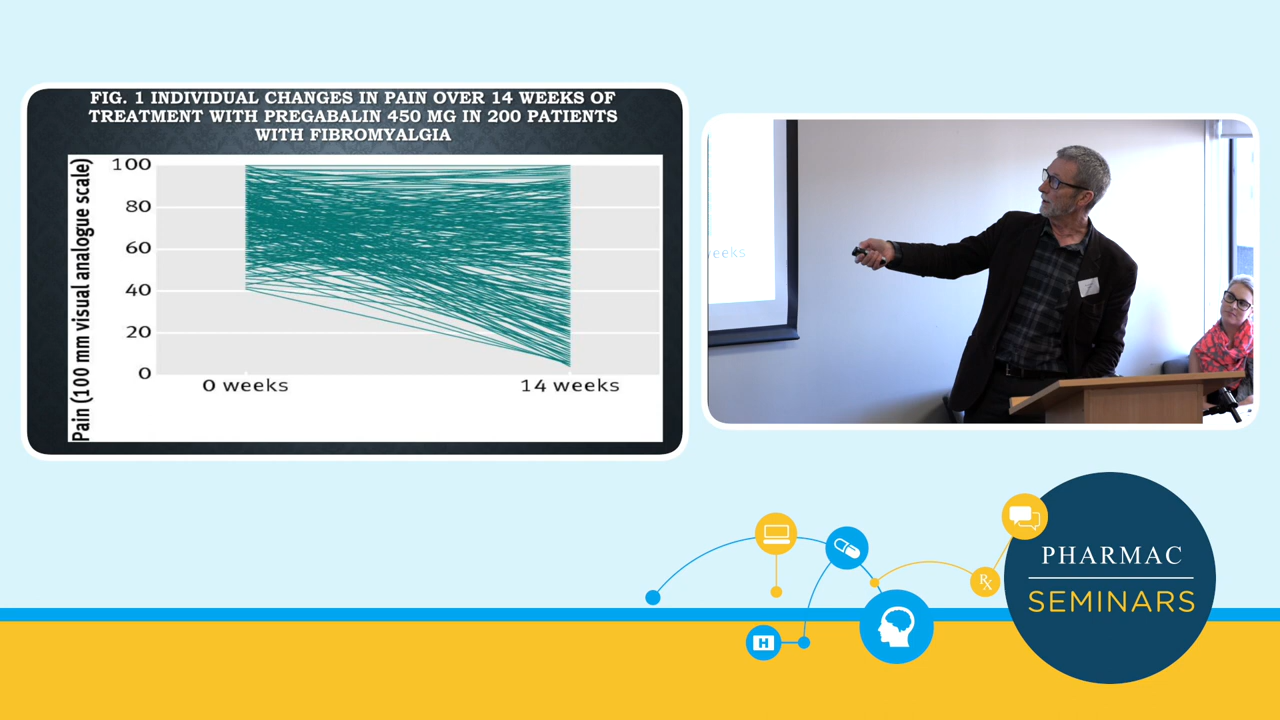 FIG. 1 INDIVIDUAL CHANGES IN PAIN OVER 14 WEEKS OF
TREATMENT WITH PREGABALIN 450 MG IN 200 PATIENTS
WITH FIBROMYALGIA
Pain (100 mm visual analogue scale)
100
80
60
40
20
0
0 weeks
14 weeks
weeks
PHARMAC
SEMINARS
Rx
H